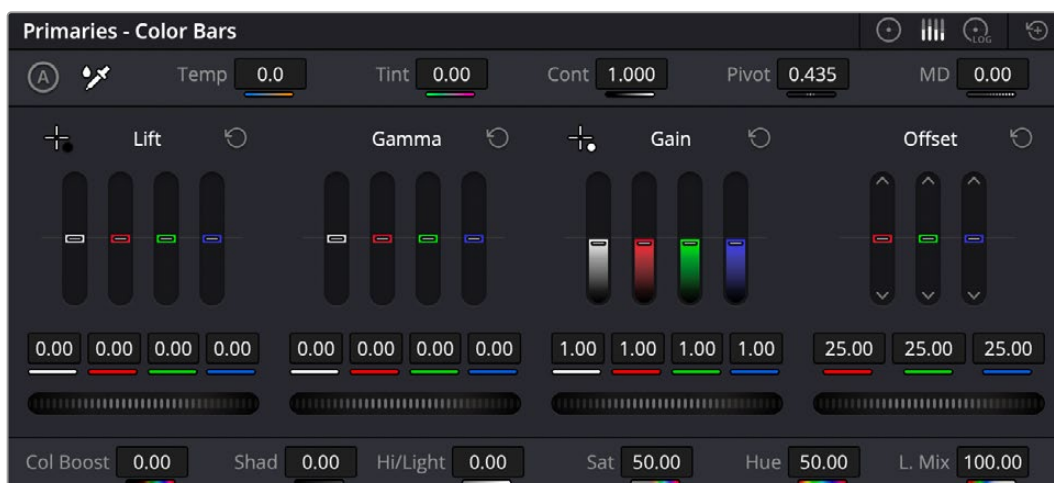 Primaries - Color Bars
LOG
A Temp 0.0 Tint 0.00 Cont 1.000 Pivot 0.435 MD 0.00
Lift Gamma Gain Offset
0.00 0.00 0.00 0.00 0.00 0.00 0.00 0.00 1.00 1.00 1.00 1.00 25.00 25.00 25.00
Col Boost 0.00 Shad 0.00 Hi/Light 0.00 Sat 50.00 Hue 50.00 L. Mix 100.00